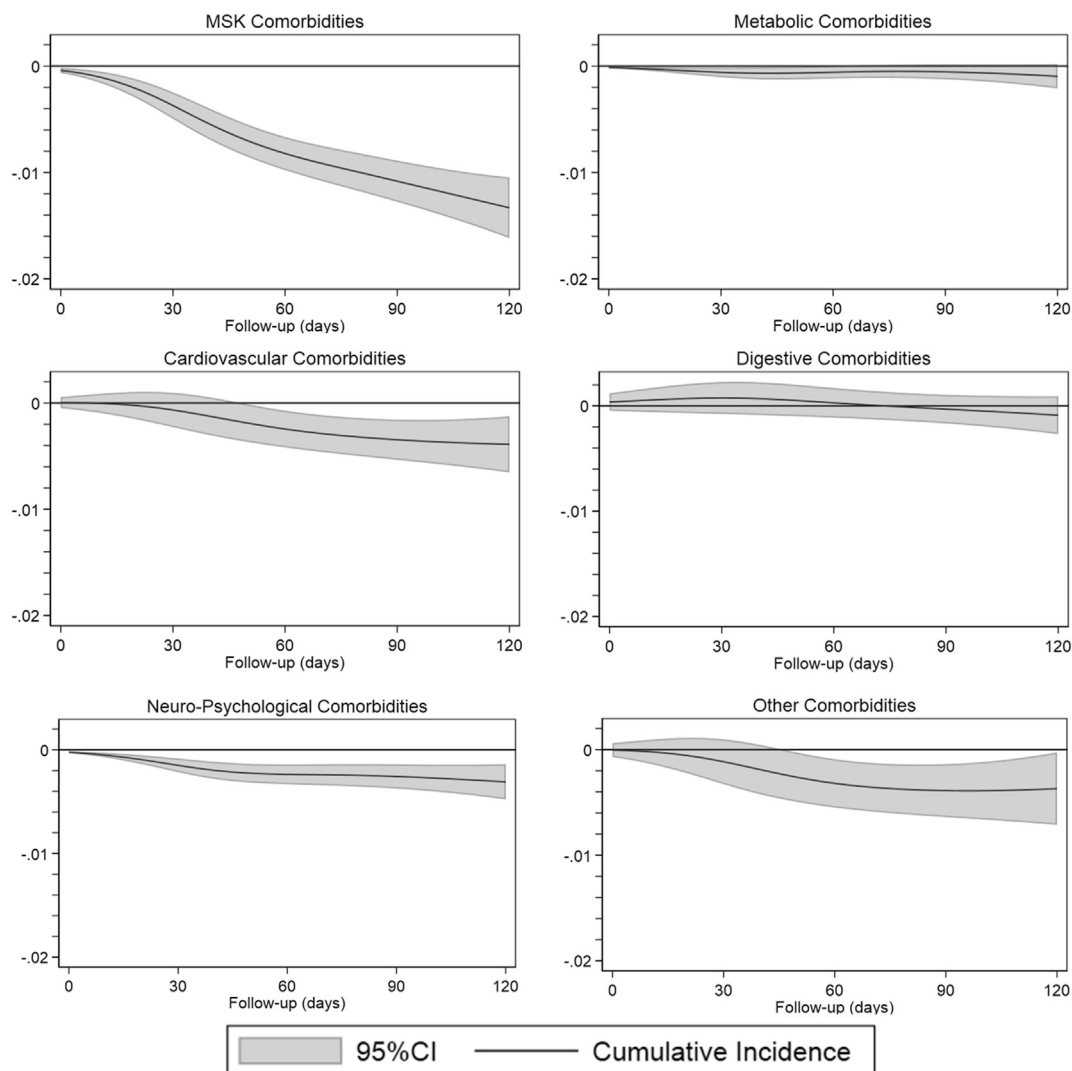 MSK Comorbidities
0
-.01
-.02
0 30 60 90 120
Follow-up (days)
Metabolic Comorbidities
0
-.01
-.02
0 30 60 90 120
Follow-up (days)
Cardiovascular Comorbidities
0
-.01
-.02
0 30 60 90 120
Follow-up (days)
Digestive Comorbidities
0
-.01
-.02
0 30 60 90 120
Follow-up (days)
Neuro-Psychological Comorbidities
0
-.01
-.02
0 30 60 90 120
Follow-up (days)
Other Comorbidities
0
-.01
-.02
0 30 60 90 120
Follow-up (days)
95%CI Cumulative Incidence